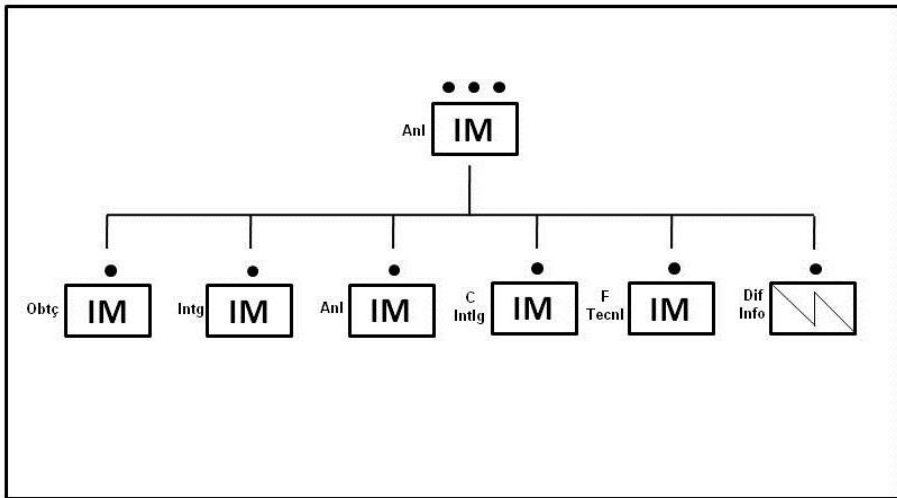 Anl IM
Obtç IM
Intg IM
Anl IM
C
Intlg IM
F
Tecnl IM
Dif
Info